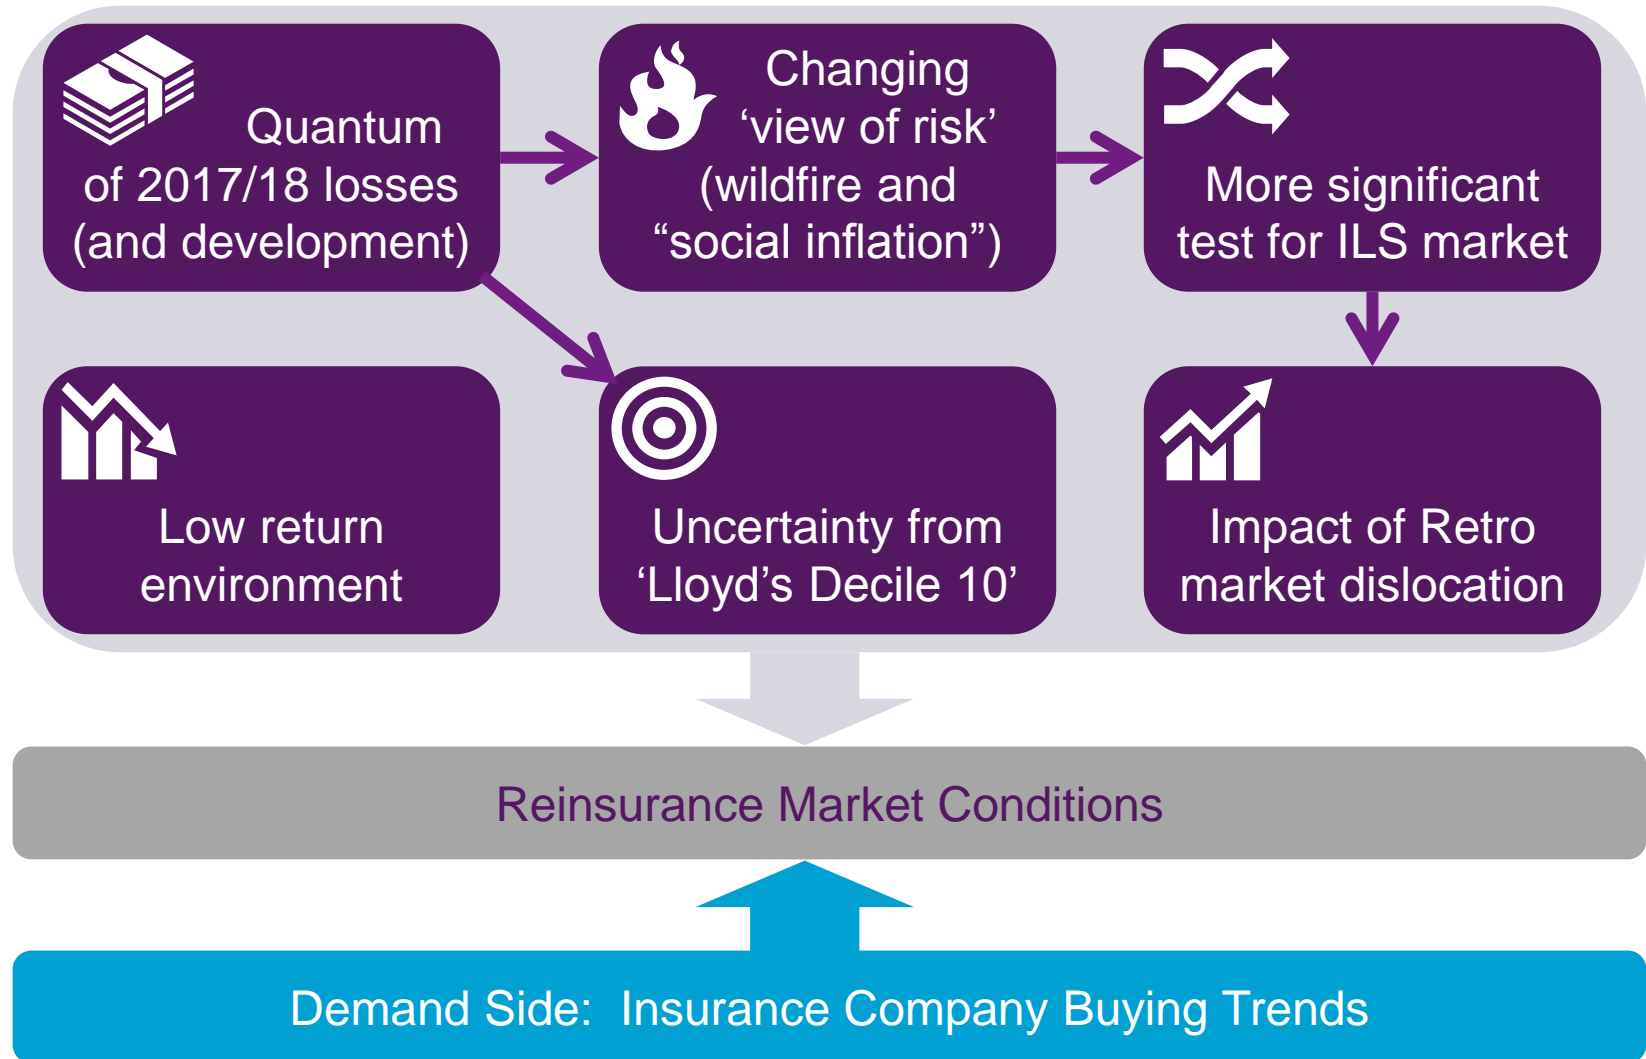 Quantum
of 2017/18 losses
(and development)
Changing
‘view of risk’
(wildfire and
“social inflation”)
More significant
test for ILS market
Low return
environment
Uncertainty from
‘Lloyd’s Decile 10’
Impact of Retro
market dislocation
Reinsurance Market Conditions
Demand Side:  Insurance Company Buying Trends